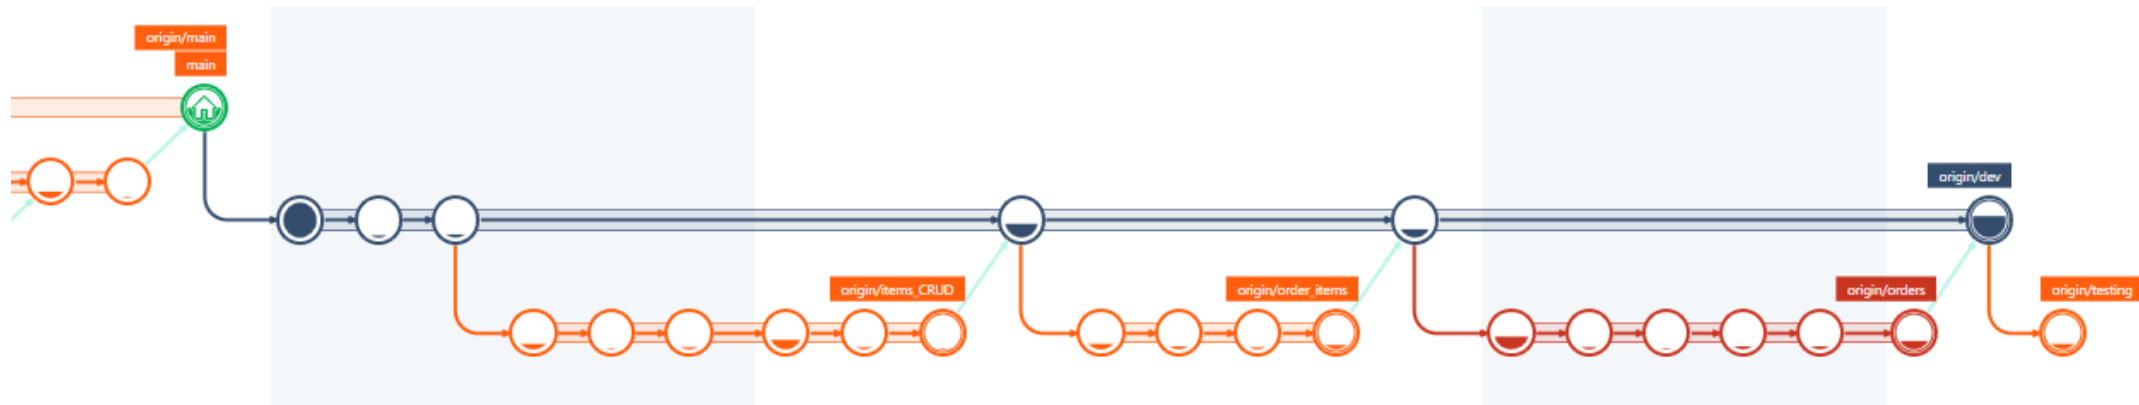 origin/main
main
origin/dev
origin/items_CRUD
origin/order_items
origin/orders
origin/testing